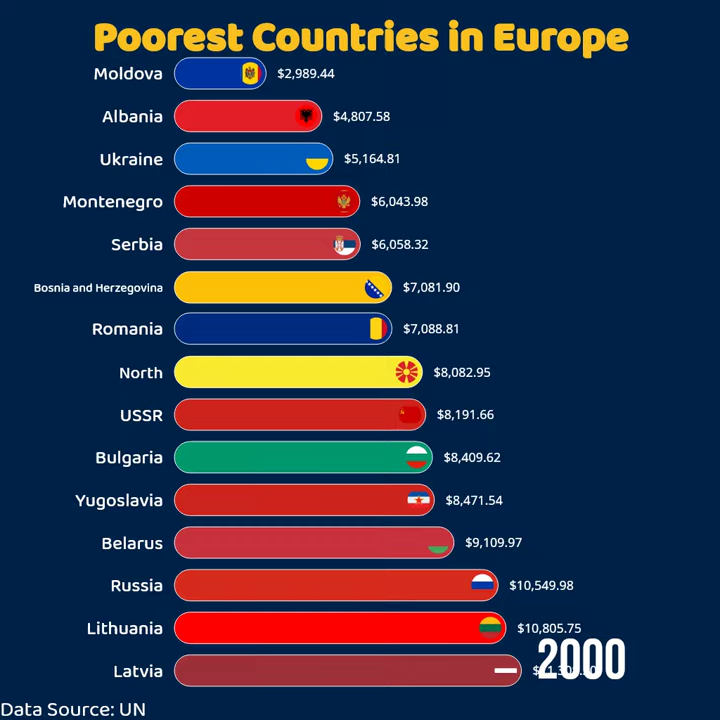 Poorest Countries in Europe
Moldova $2,989.44
Albania $4,807.58
Ukraine $5,164.81
Montenegro $6,043.98
Serbia $6,058.32
Bosnia and Herzegovina $7,081.90
Romania $7,088.81
North $8,082.95
USSR $8,191.66
Bulgaria $8,409.62
Yugoslavia $8,471.54
Belarus $9,109.97
Russia $10,549.98
Lithuania $10,805.75
Latvia
2000
Data Source: UN